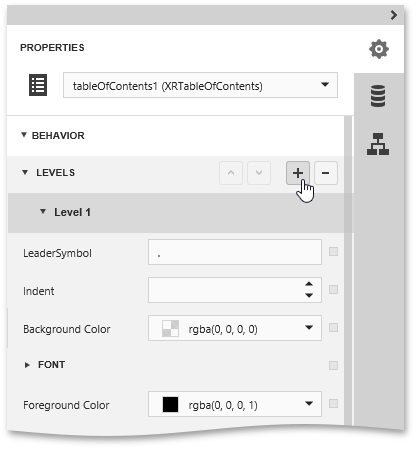 PROPERTIES
tableOfContents1 (XRTableOfContents)
BEHAVIOR
LEVELS
Level 1
LeaderSymbol .
Indent
Background Color rgba(0, 0, 0, 0)
FONT
Foreground Color rgba(0, 0, 0, 1)